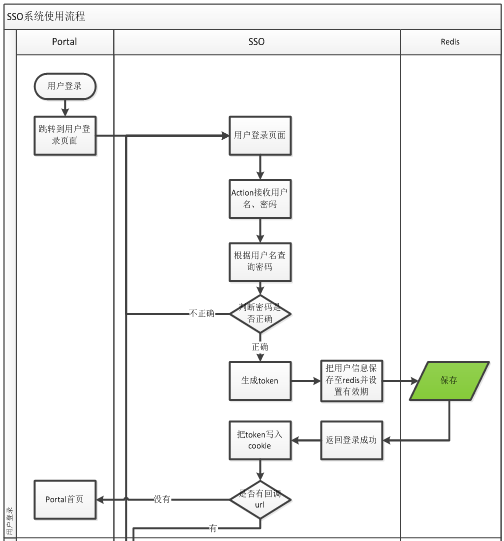 SSO系统使用流程
Portal
SSO
Redis
用户登录
跳转到用户登
录页面
用户登录页面
Action接收用户
名、密码
根据用户名查
询密码
判断密码是
否正确
不正确
正确
生成token
把用户信息保
存至redis并设
置有效期
保存
把token写入
cookie
返回登录成功
Portal首页
没有
是否有回调
url
有
用户登录